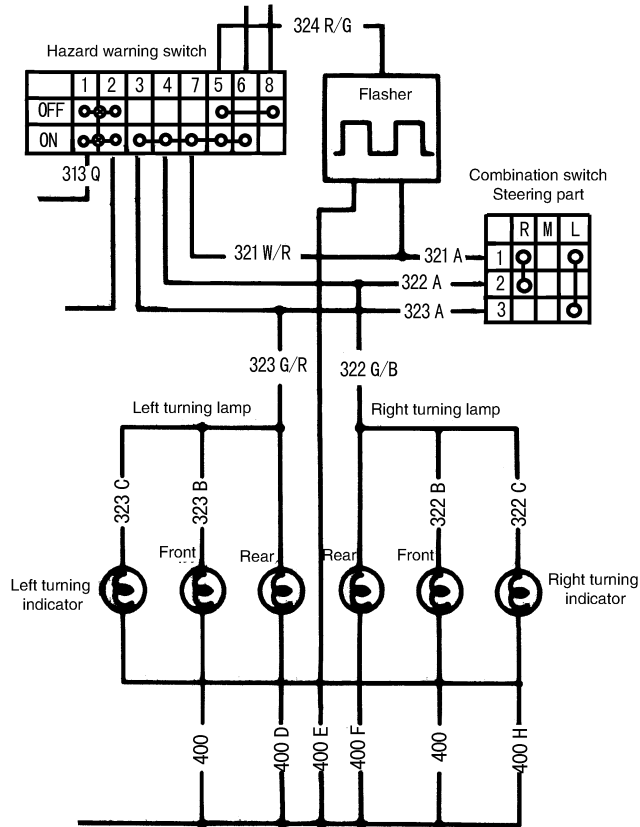 324 R/G
Hazard warning switch
1 2 3 4 7 5 6 8
OFF
ON
Flasher
313 Q
Combination switch
Steering part
R M L
1
2
3
321 W/R
321 A
322 A
323 A
323 G/R
322 G/B
Left turning lamp
Right turning lamp
323 C
323 B
322 B
322 C
Front
Rear
Rear
Front
Left turning
indicator
Right turning
indicator
400
400 D
400 E
400 F
400
400 H